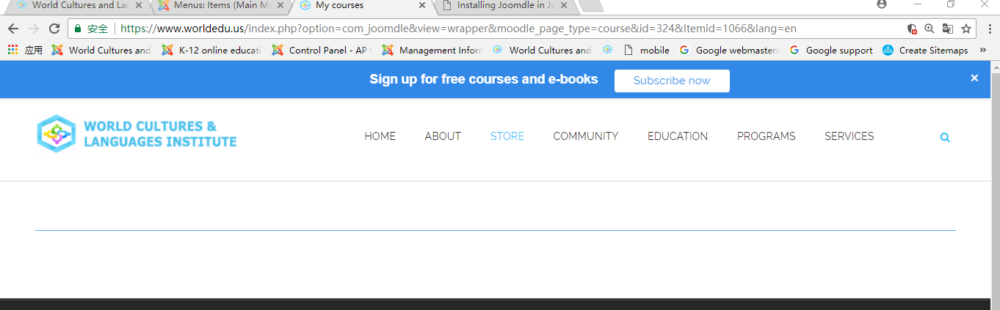 World Cultures and Lan
Menus: Items (Main Me
My courses
Installing Joomdle in Jo
安全
https://www.worldedu.us/index.php?option=com_joomdle&view=wrapper&moodle_page_type=course&id=324&Itemid=1066&lang=en
应用
World Cultures and
K-12 online educati
Control Panel - AP C
Management Inform
World Cultures and
mobile
Google webmasters
Google support
Create Sitemaps
»
Sign up for free courses and e-books
Subscribe now
×
WORLD CULTURES &
LANGUAGES INSTITUTE
HOME
ABOUT
STORE
COMMUNITY
EDUCATION
PROGRAMS
SERVICES